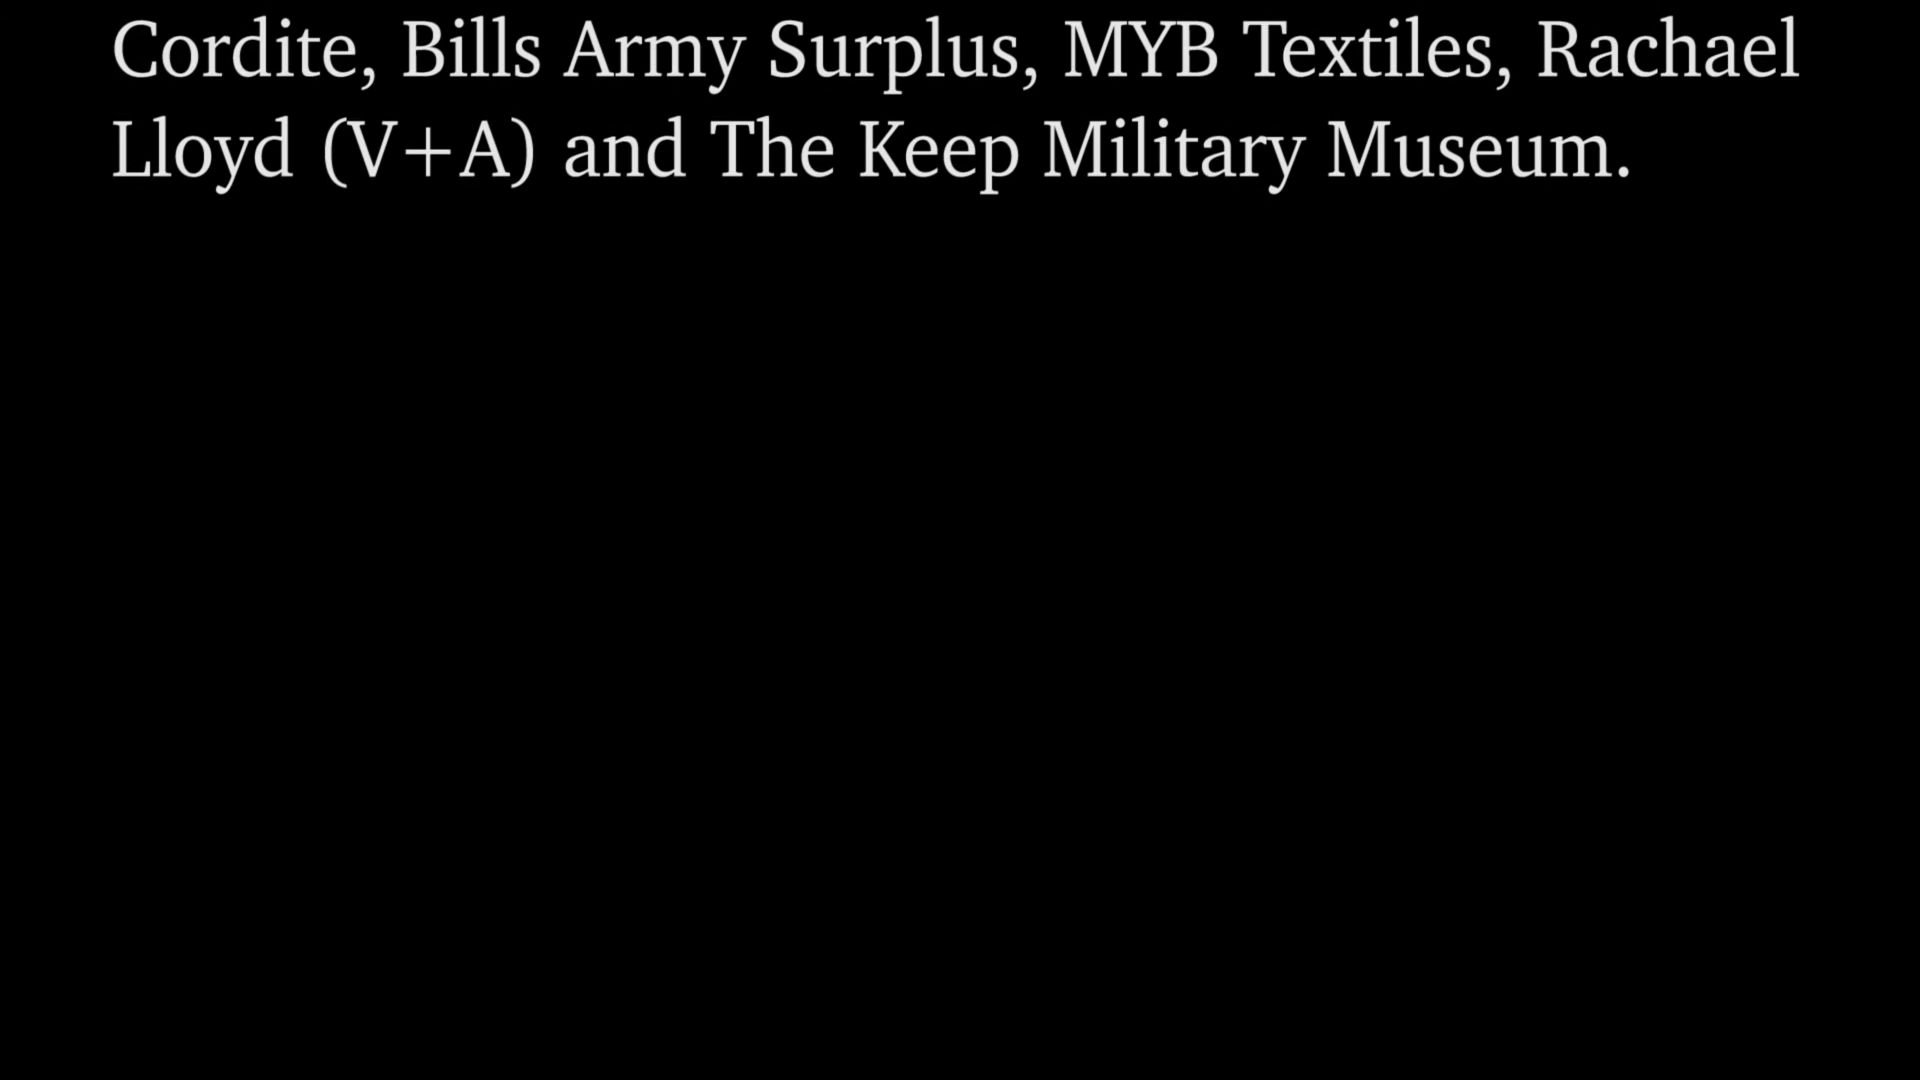 Cordite, Bills Army Surplus, MYB Textiles, Rachael
Lloyd (V+A) and The Keep Military Museum.